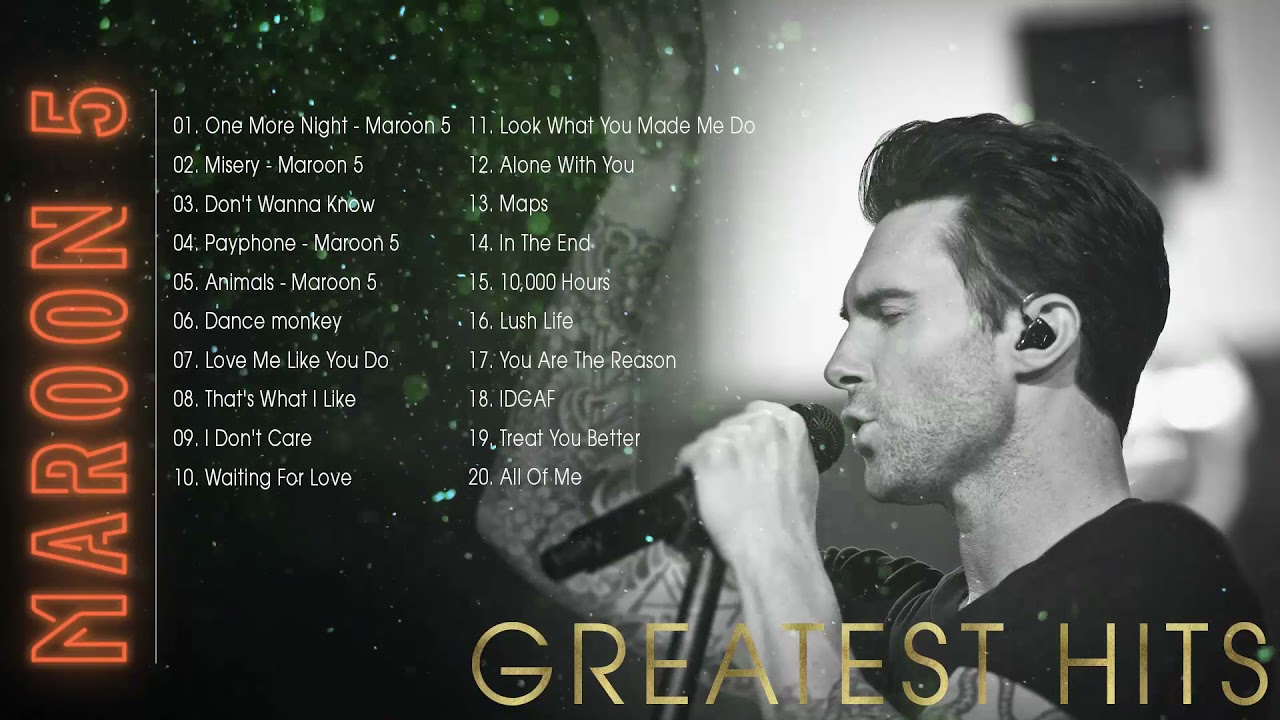 MAROON 5
01. One More Night - Maroon 5
02. Misery - Maroon 5
03. Don't Wanna Know
04. Payphone - Maroon 5
05. Animals - Maroon 5
06. Dance monkey
07. Love Me Like You Do
08. That's What I Like
09. I Don't Care
10. Waiting For Love
11. Look What You Made Me Do
12. Alone With You
13. Maps
14. In The End
15. 10,000 Hours
16. Lush Life
17. You Are The Reason
18. IDGAF
19. Treat You Better
20. All Of Me
GREATEST HITS